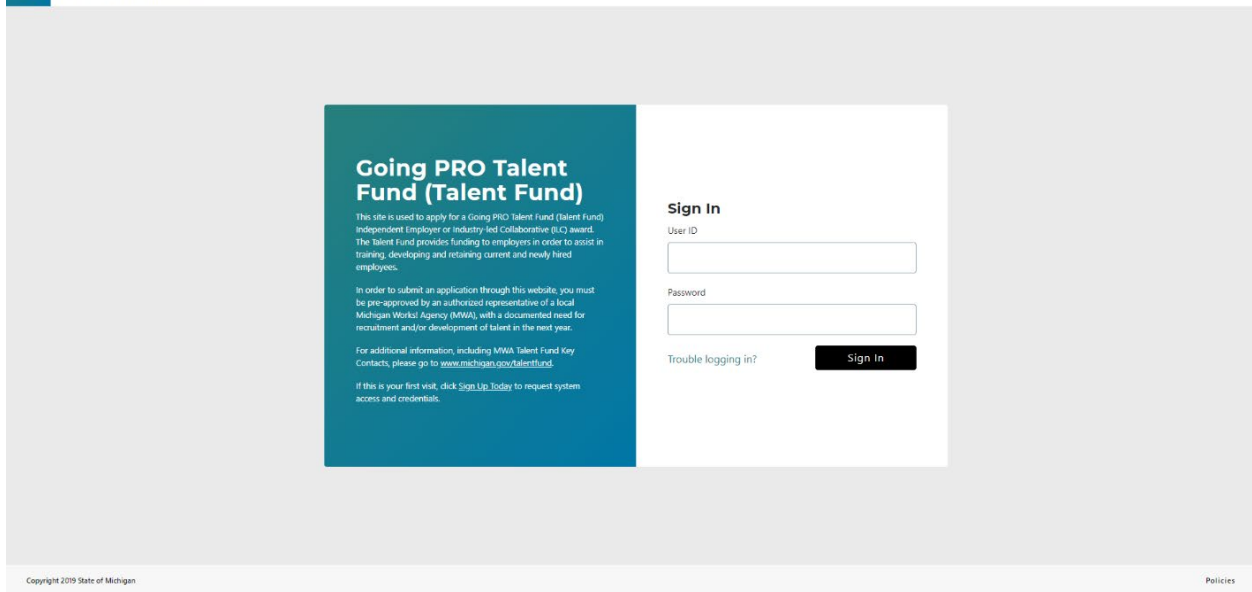 Going PRO Talent
Fund (Talent Fund)
This site is used to apply for a Going PRO Talent Fund (Talent Fund)
Independent Employer or Industry-led Collaborative (ILC) award.
The Talent Fund provides funding to employers in order to assist in
training, developing and retaining current and newly hired
employees.
In order to submit an application through this website, you must
be pre-approved by an authorized representative of a local
Michigan Works! Agency (MWA), with a documented need for
recruitment and/or development of talent in the next year.
For additional information, including MWA Talent Fund Key
Contacts, please go to www.michigan.gov/talentfund.
If this is your first visit, click Sign Up Today to request system
access and credentials.
Sign In
User ID
Password
Trouble logging in?
Sign In
Copyright 2019 State of Michigan
Policies